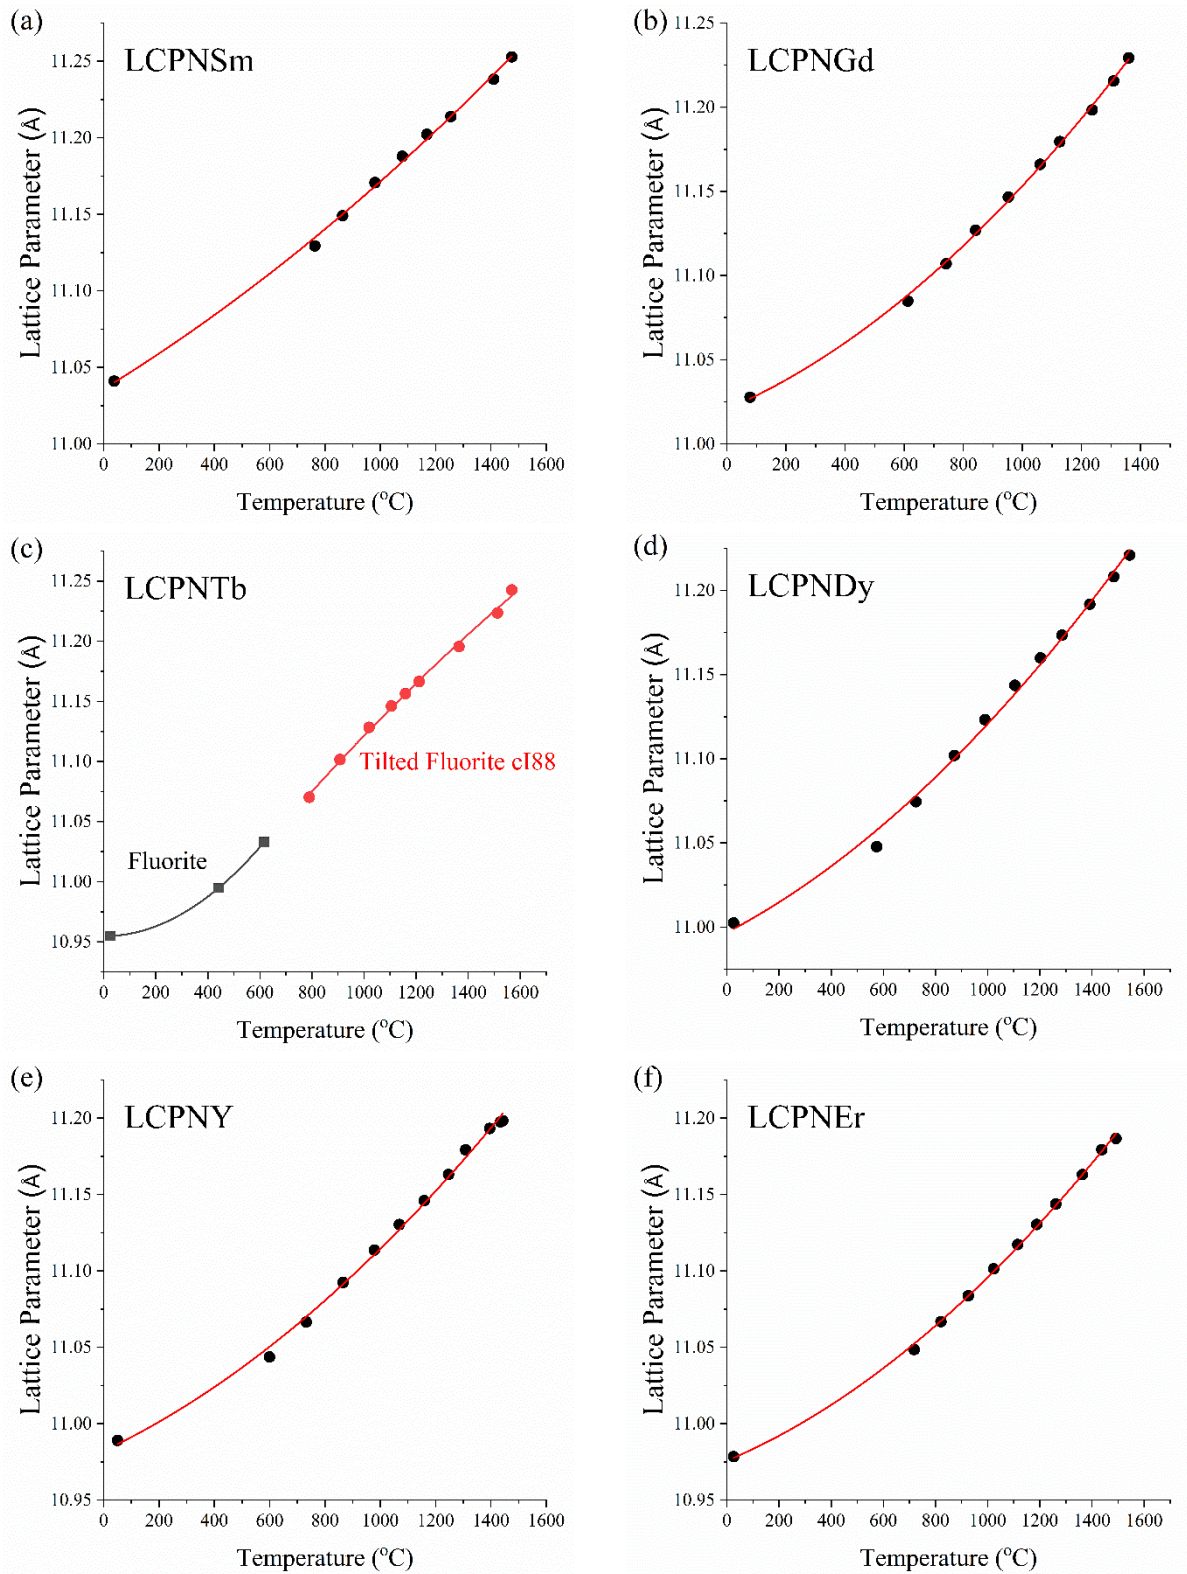 (a)
LCPNSm
11.25
11.20
11.15
11.10
11.05
11.00
Lattice Parameter (Å)
0 200 400 600 800 1000 1200 1400 1600
Temperature (°C)
(b)
LCPNGd
11.25
11.20
11.15
11.10
11.05
11.00
Lattice Parameter (Å)
0 200 400 600 800 1000 1200 1400
Temperature (°C)
(c)
LCPNTb
11.25
11.20
11.15
11.10
11.05
11.00
10.95
Lattice Parameter (Å)
Tilted Fluorite cI88
Fluorite
0 200 400 600 800 1000 1200 1400 1600
Temperature (°C)
(d)
LCPNDy
11.20
11.15
11.10
11.05
11.00
Lattice Parameter (Å)
0 200 400 600 800 1000 1200 1400 1600
Temperature (°C)
(e)
LCPNY
11.20
11.15
11.10
11.05
11.00
10.95
Lattice Parameter (Å)
0 200 400 600 800 1000 1200 1400 1600
Temperature (°C)
(f)
LCPNEr
11.20
11.15
11.10
11.05
11.00
10.95
Lattice Parameter (Å)
0 200 400 600 800 1000 1200 1400 1600
Temperature (°C)